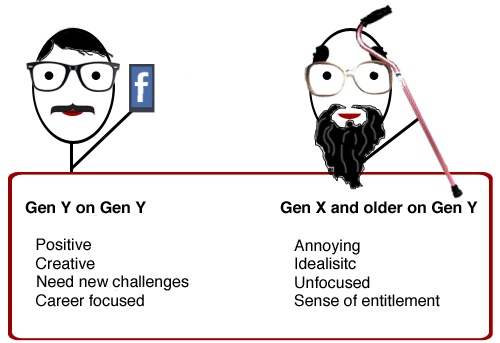 f
Gen Y on Gen Y
Positive
Creative
Need new challenges
Career focused
Gen X and older on Gen Y
Annoying
Idealisitc
Unfocused
Sense of entitlement